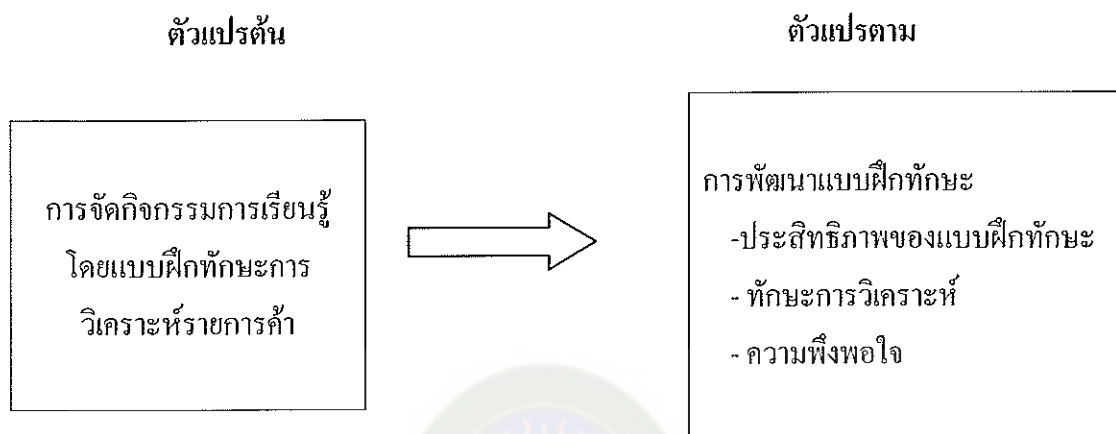 ตัวแปรต้น
ตัวแปรตาม
การจัดกิจกรรมการเรียนรู้
โดยแบบฝึกทักษะการ
วิเคราะห์รายการค้า
การพัฒนาแบบฝึกทักษะ
-ประสิทธิภาพของแบบฝึกทักษะ
- ทักษะการวิเคราะห์
- ความพึงพอใจ